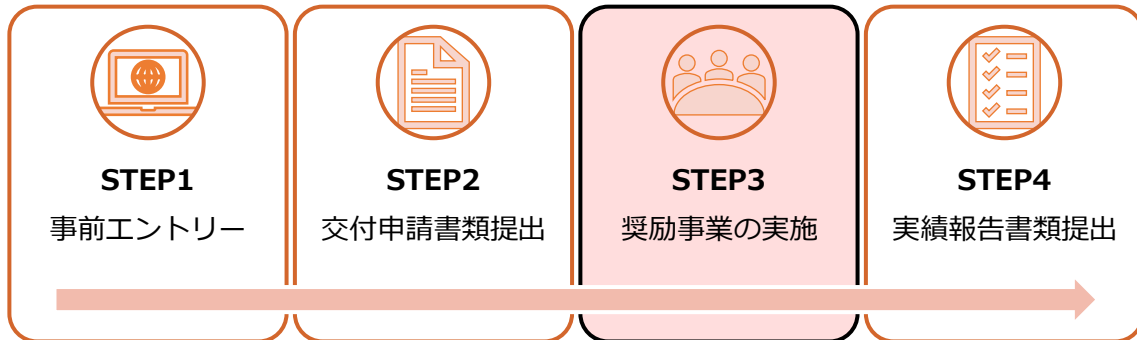 STEP1
事前エントリー
STEP2
交付申請書類提出
STEP3
奨励事業の実施
STEP4
実績報告書類提出